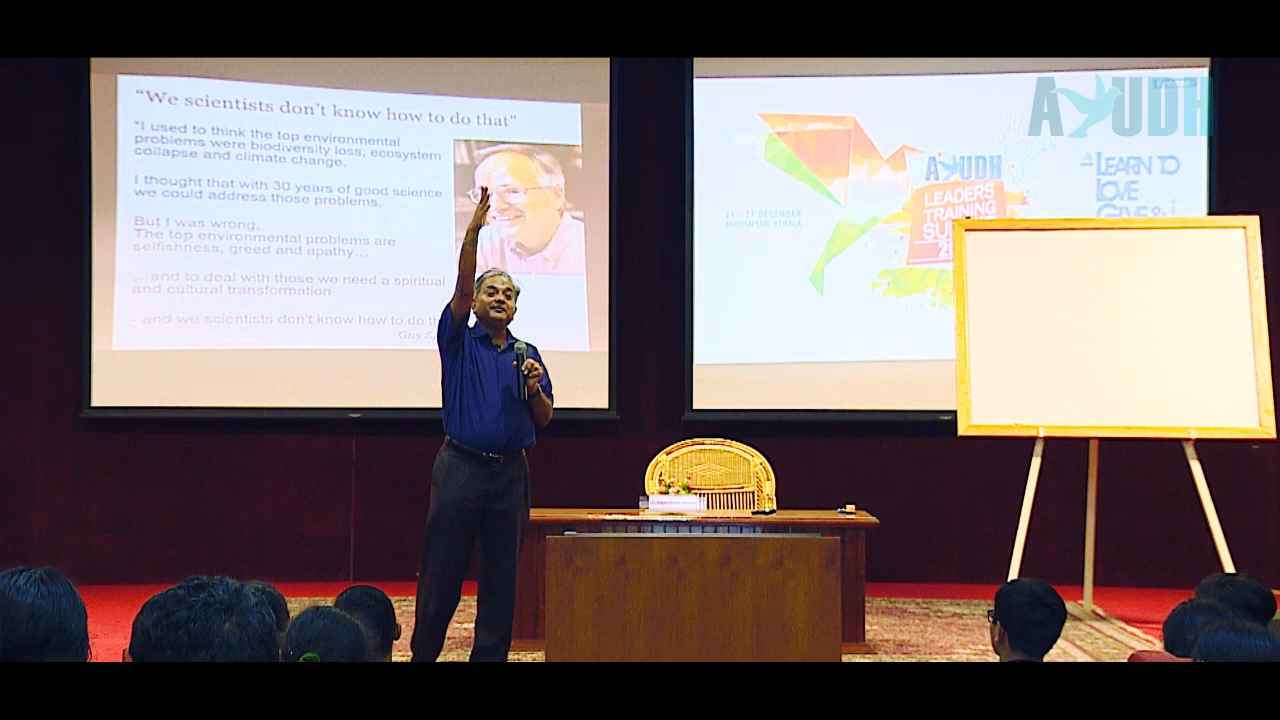 "We scientists don't know how to do that"
"I used to think the top environmental
problems were biodiversity loss, ecosystem
collapse and climate change.
I thought that with 30 years of good science
we could address those problems.
But I was wrong.
The top environmental problems are
selfishness, greed and apathy...
...and to deal with those we need a spiritual
and cultural transformation
- and we scientists don't know how to do
Gus
AYUDH
21 - 27 DECEMBER
AMRITAPURI, KERALA
AYUDH
LEADERS
TRAINING
LEARN TO
LOVE
GIVE &